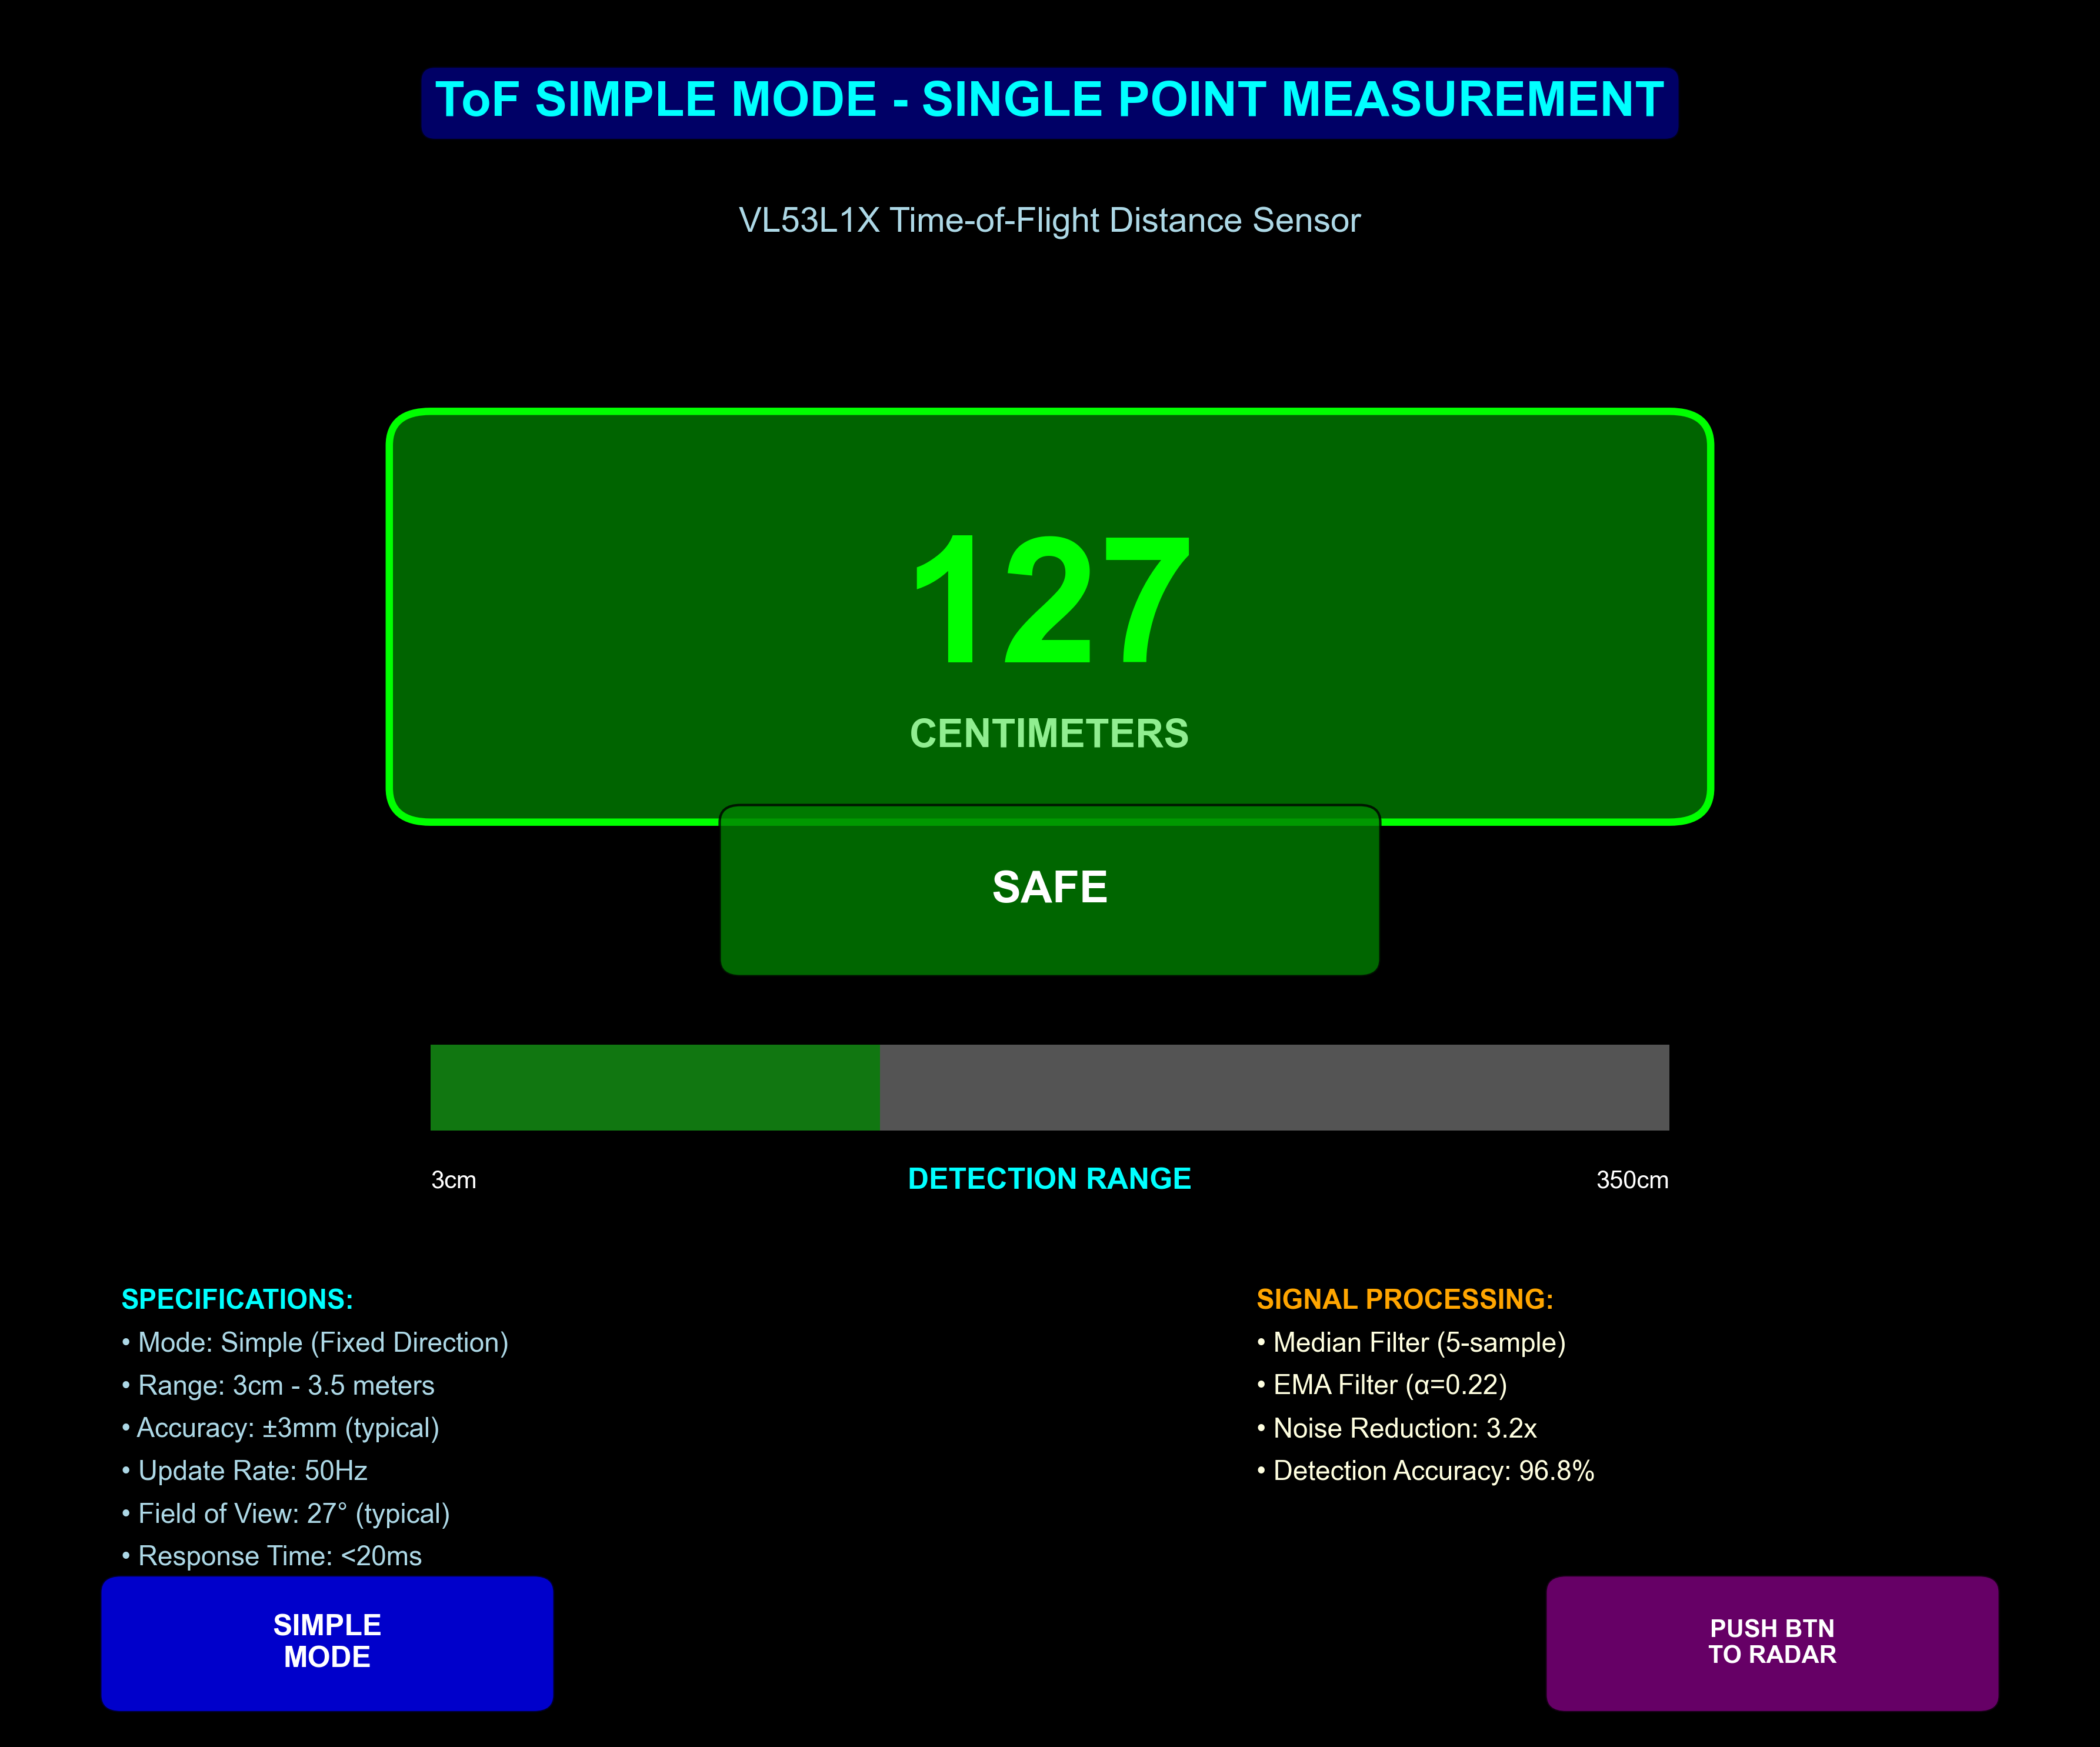 ToF SIMPLE MODE - SINGLE POINT MEASUREMENT
VL53L1X Time-of-Flight Distance Sensor
127
CENTIMETERS
SAFE
3cm
DETECTION RANGE
350cm
SPECIFICATIONS:
• Mode: Simple (Fixed Direction)
• Range: 3cm - 3.5 meters
• Accuracy: ±3mm (typical)
• Update Rate: 50Hz
• Field of View: 27° (typical)
• Response Time: <20ms
SIGNAL PROCESSING:
• Median Filter (5-sample)
• EMA Filter (α=0.22)
• Noise Reduction: 3.2x
• Detection Accuracy: 96.8%
SIMPLE
MODE
PUSH BTN
TO RADAR